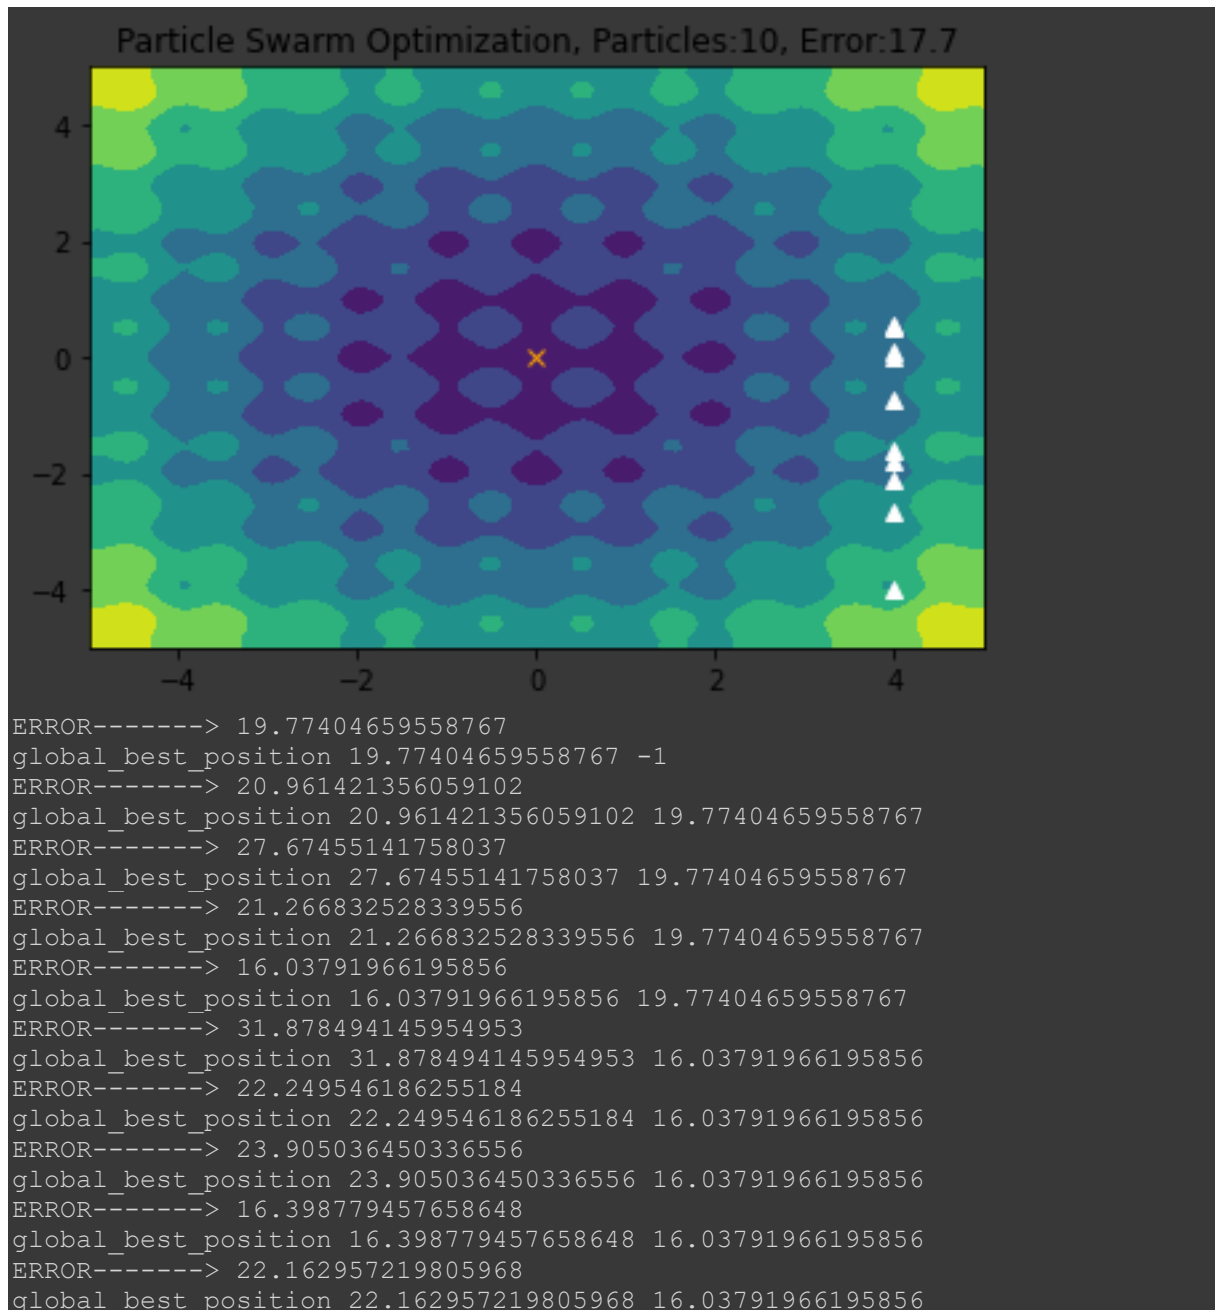 Particle Swarm Optimization, Particles:10, Error:17.7
4
2
0
−2
−4
−4
−2
0
2
4
ERROR-------> 19.77404659558767
global_best_position 19.77404659558767 -1
ERROR-------> 20.961421356059102
global_best_position 20.961421356059102 19.77404659558767
ERROR-------> 27.67455141758037
global_best_position 27.67455141758037 19.77404659558767
ERROR-------> 21.266832528339556
global_best_position 21.266832528339556 19.77404659558767
ERROR-------> 16.03791966195856
global_best_position 16.03791966195856 19.77404659558767
ERROR-------> 31.878494145954953
global_best_position 31.878494145954953 16.03791966195856
ERROR-------> 22.249546186255184
global_best_position 22.249546186255184 16.03791966195856
ERROR-------> 23.905036450336556
global_best_position 23.905036450336556 16.03791966195856
ERROR-------> 16.398779457658648
global_best_position 16.398779457658648 16.03791966195856
ERROR-------> 22.162957219805968
global_best_position 22.162957219805968 16.03791966195856